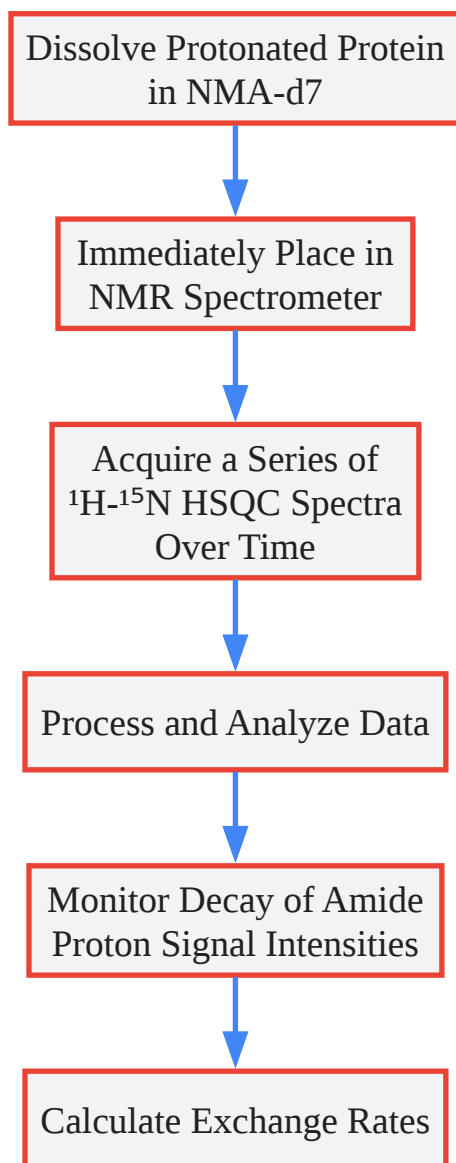 Dissolve Protonated Protein
in NMA-d7
Immediately Place in
NMR Spectrometer
Acquire a Series of
¹H-¹⁵N HSQC Spectra
Over Time
Process and Analyze Data
Monitor Decay of Amide
Proton Signal Intensities
Calculate Exchange Rates